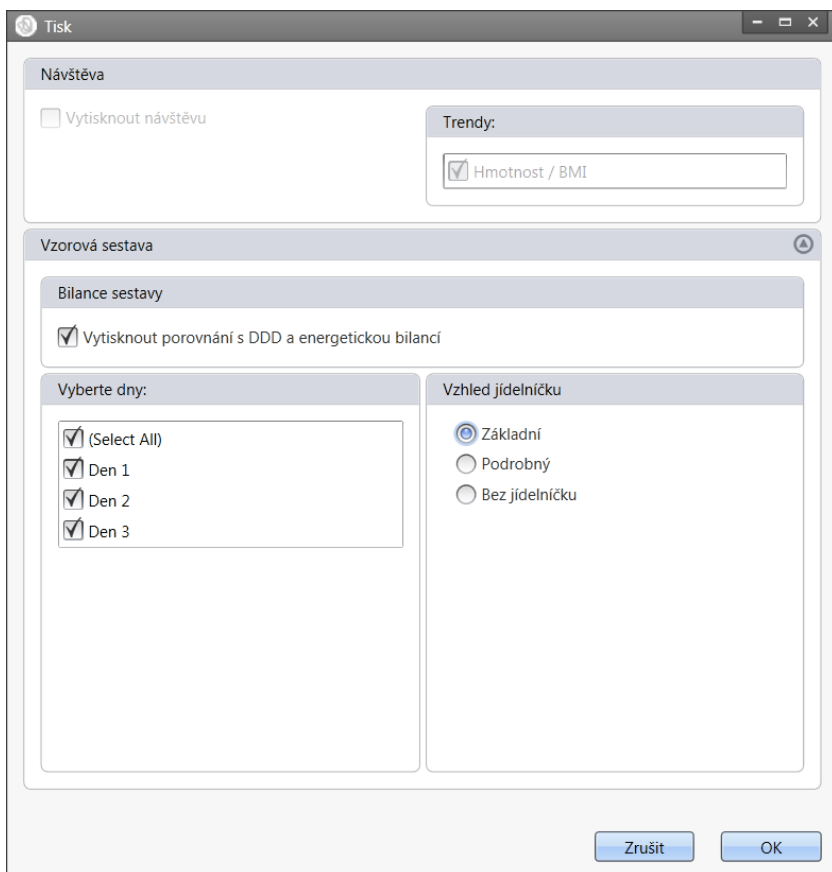 Tisk
Návštěva
Vytisknout návštěvu
Trendy:
Hmotnost / BMI
Vzorová sestava
Bilance sestavy
Vytisknout porovnání s DDD a energetickou bilancí
Vyberte dny:
(Select All)
Den 1
Den 2
Den 3
Vzhled jídelníčku
Základní
Podrobný
Bez jídelníčku
Zrušit
OK